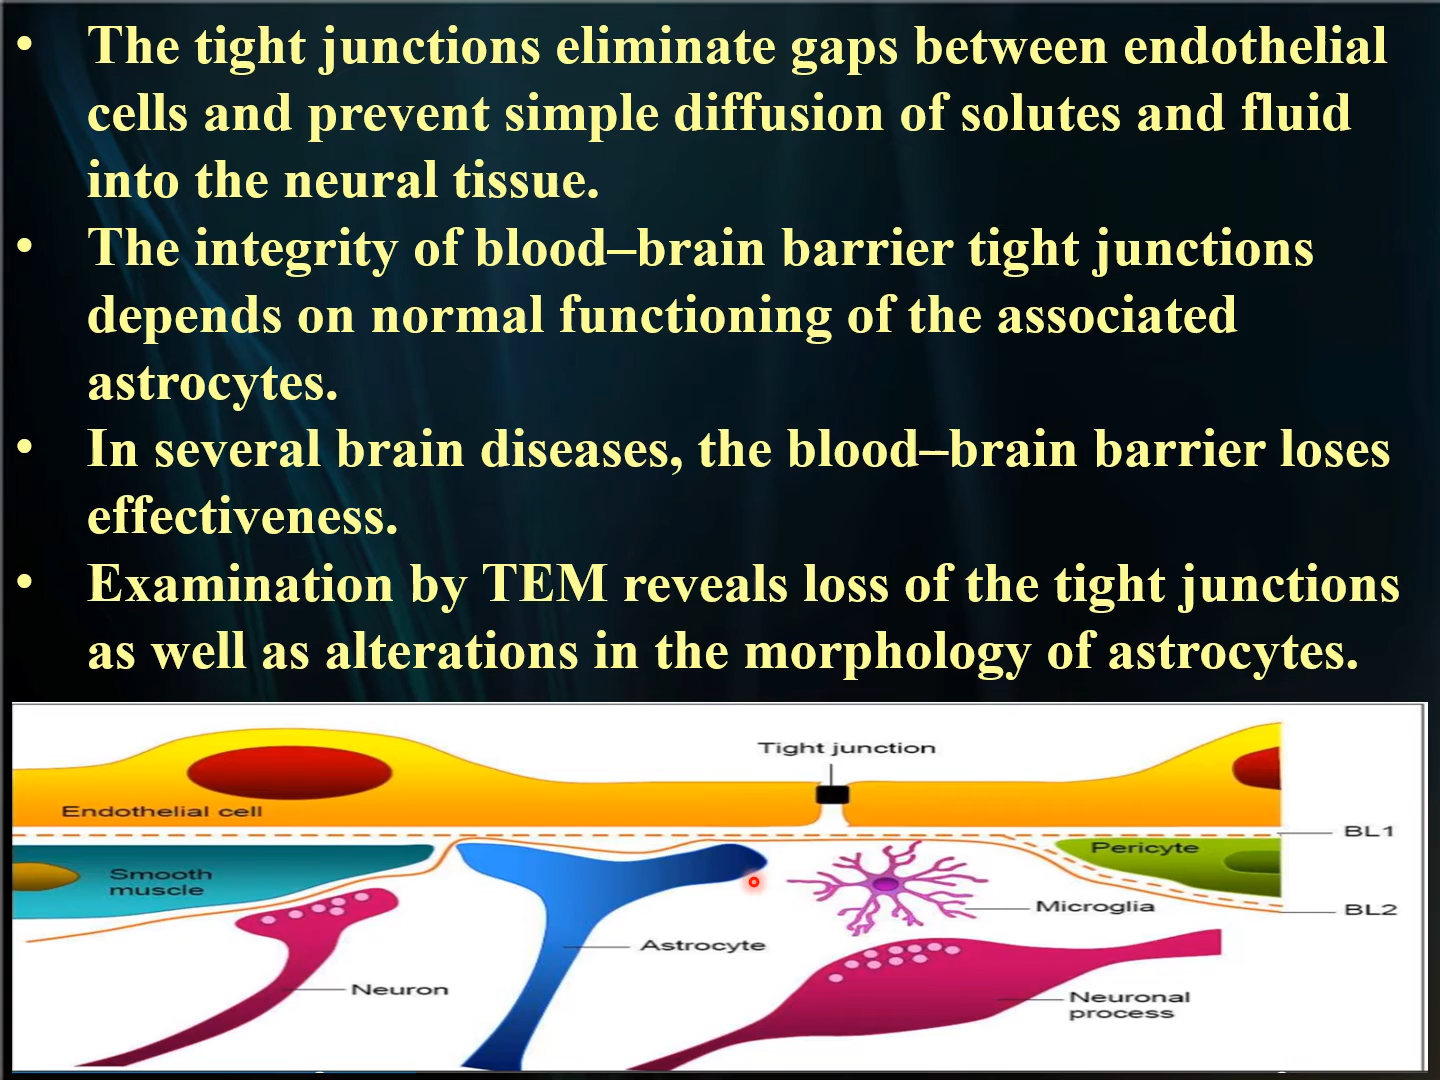 • The tight junctions eliminate gaps between endothelial
cells and prevent simple diffusion of solutes and fluid
into the neural tissue.
• The integrity of blood–brain barrier tight junctions
depends on normal functioning of the associated
astrocytes.
• In several brain diseases, the blood–brain barrier loses
effectiveness.
• Examination by TEM reveals loss of the tight junctions
as well as alterations in the morphology of astrocytes.
Tight junction
Endothelial cell
BL1
Pericyte
Smooth
muscle
Microglia
BL2
Astrocyte
Neuron
Neuronal
process